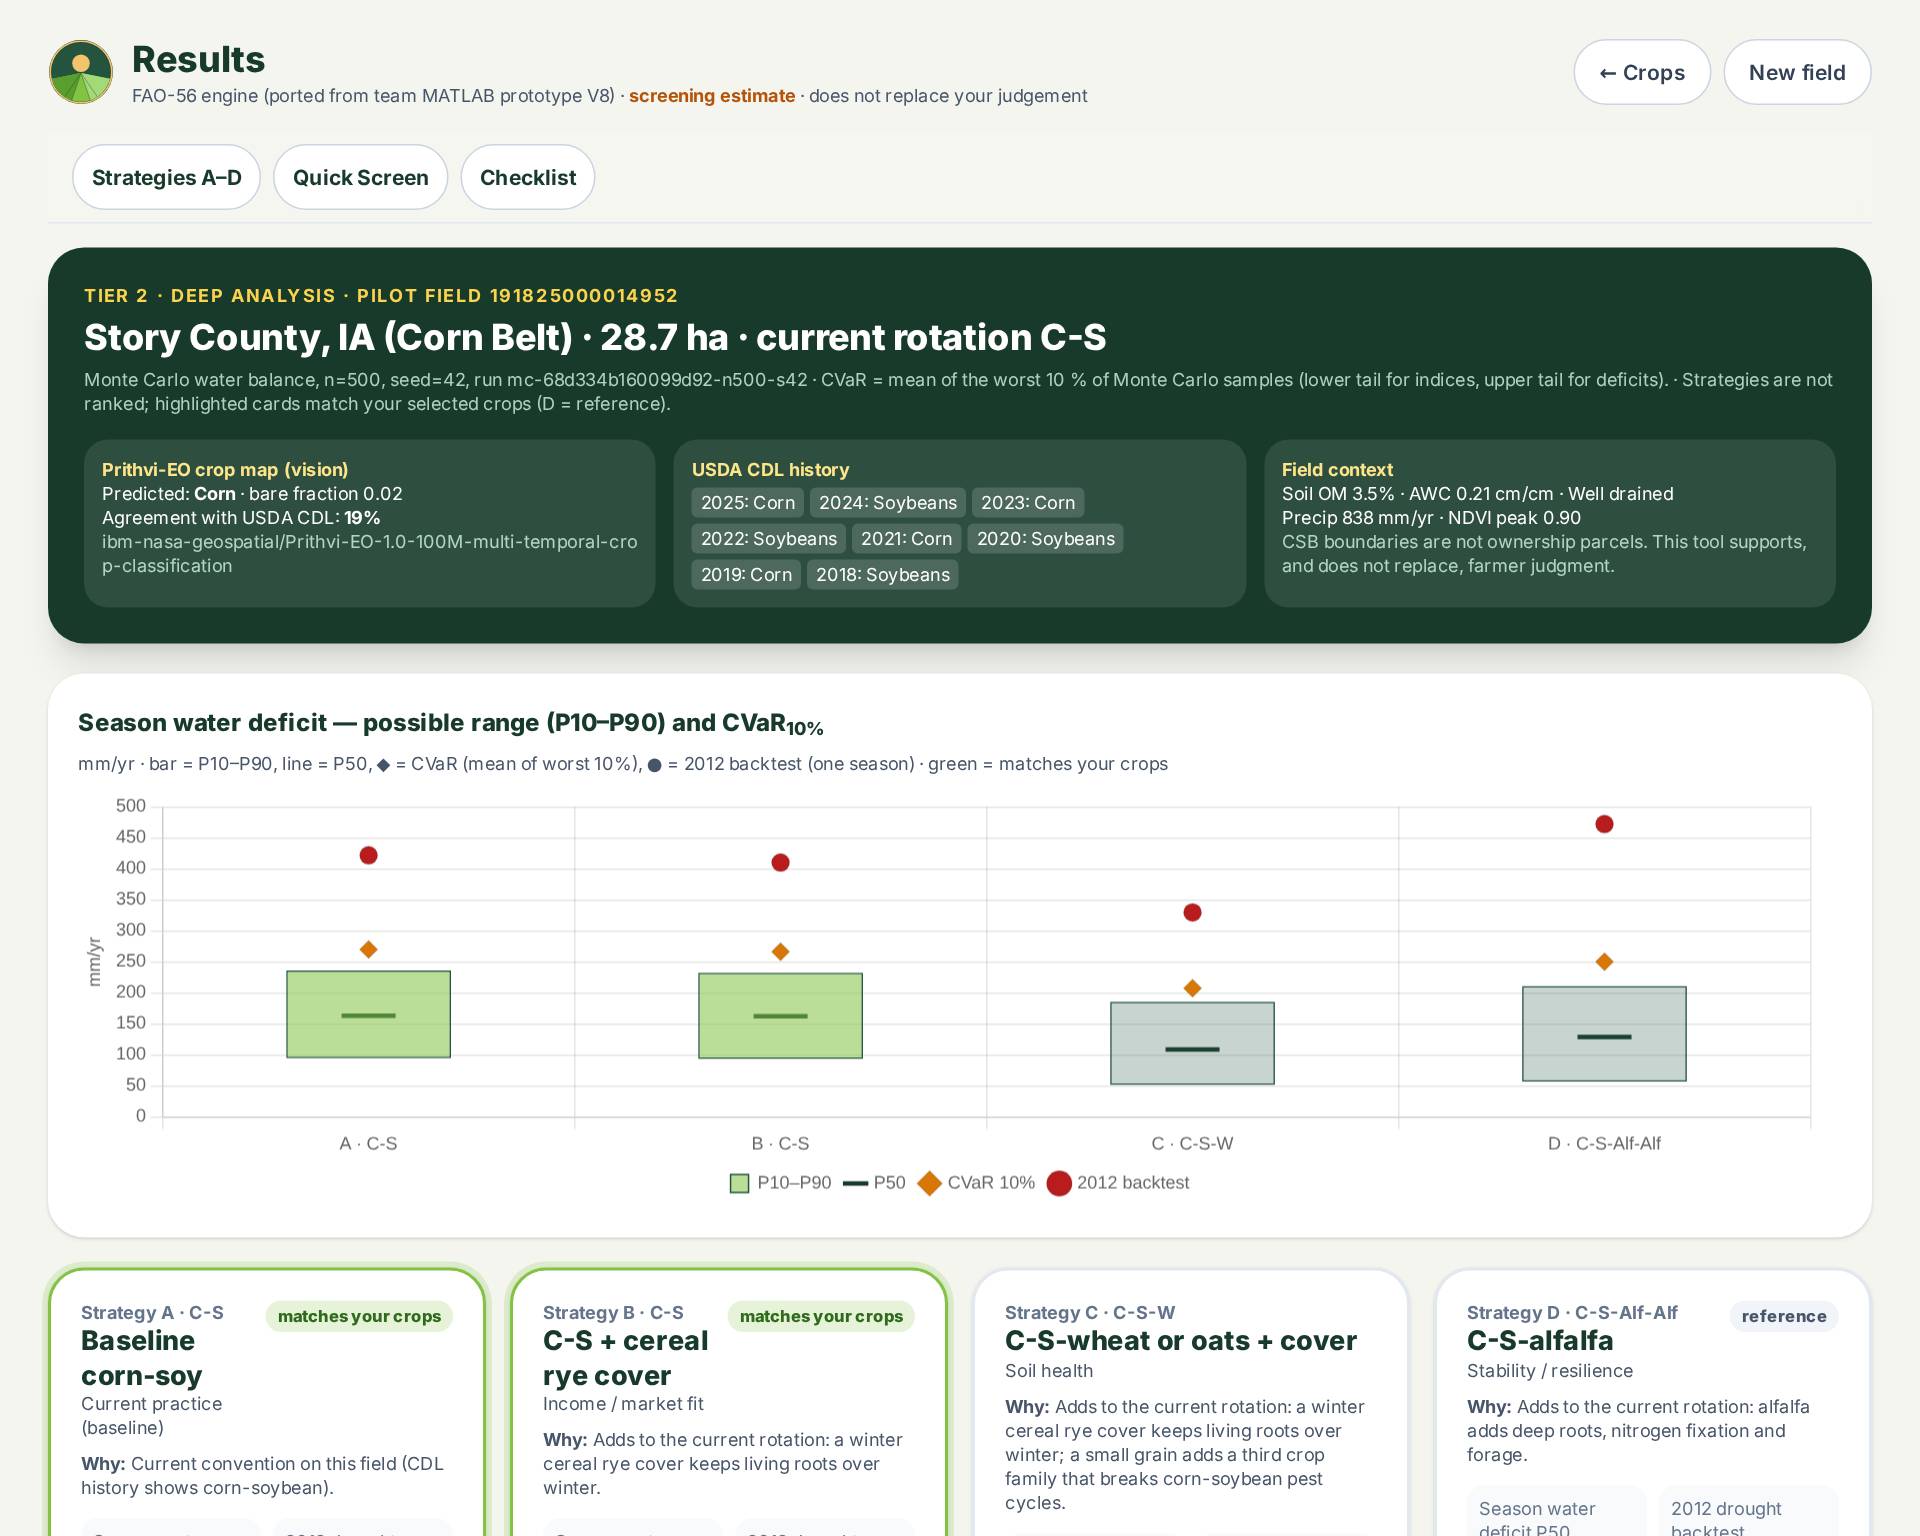 Results
FAO-56 engine (ported from team MATLAB prototype V8) · screening estimate · does not replace your judgement
← Crops
New field
Strategies A–D
Quick Screen
Checklist
TIER 2 · DEEP ANALYSIS · PILOT FIELD 191825000014952
Story County, IA (Corn Belt) · 28.7 ha · current rotation C-S
Monte Carlo water balance, n=500, seed=42, run mc-68d334b160099d92-n500-s42 · CVaR = mean of the worst 10 % of Monte Carlo samples (lower tail for indices, upper tail for deficits). · Strategies are not
ranked; highlighted cards match your selected crops (D = reference).
Prithvi-EO crop map (vision)
Predicted: Corn · bare fraction 0.02
Agreement with USDA CDL: 19%
ibm-nasa-geospatial/Prithvi-EO-1.0-100M-multi-temporal-cro
p-classification
USDA CDL history
2025: Corn 2024: Soybeans 2023: Corn
2022: Soybeans 2021: Corn 2020: Soybeans
2019: Corn 2018: Soybeans
Field context
Soil OM 3.5% · AWC 0.21 cm/cm · Well drained
Precip 838 mm/yr · NDVI peak 0.90
CSB boundaries are not ownership parcels. This tool supports,
and does not replace, farmer judgment.
Season water deficit — possible range (P10–P90) and CVaR10%
mm/yr · bar = P10–P90, line = P50, ◆ = CVaR (mean of worst 10%), ● = 2012 backtest (one season) · green = matches your crops
500
450
400
350
300
250
200
150
100
50
0
mm/yr
A · C-S
B · C-S
C · C-S-W
D · C-S-Alf-Alf
P10–P90 P50 CVaR 10% 2012 backtest
Strategy A · C-S
matches your crops
Baseline
corn-soy
Current practice
(baseline)
Why: Current convention on this field (CDL
history shows corn-soybean).
Strategy B · C-S
matches your crops
C-S + cereal
rye cover
Income / market fit
Why: Adds to the current rotation: a winter
cereal rye cover keeps living roots over
winter.
Strategy C · C-S-W
C-S-wheat or oats + cover
Soil health
Why: Adds to the current rotation: a winter
cereal rye cover keeps living roots over
winter; a small grain adds a third crop
family that breaks corn-soybean pest
cycles.
Strategy D · C-S-Alf-Alf
reference
C-S-alfalfa
Stability / resilience
Why: Adds to the current rotation: alfalfa
adds deep roots, nitrogen fixation and
forage.
Season water
deficit P50
2012 drought
backtest